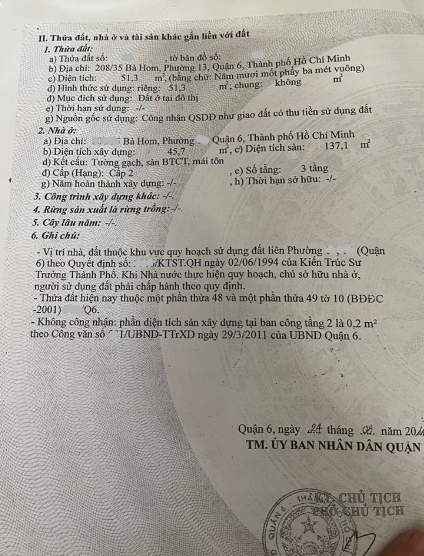 II. Thửa đất, nhà ở và tài sản khác gắn liền với đất
1. Thửa đất:
a) Thửa đất số: tờ bản đồ số:
b) Địa chỉ: 208/35 Bà Hom, Phường 13, Quận 6, Thành phố Hồ Chí Minh
c) Diện tích: 51,3 m², (bằng chữ: Năm mươi mốt phẩy ba mét vuông)
d) Hình thức sử dụng: riêng: 51,3 m², chung: không m²
đ) Mục đích sử dụng: Đất ở tại đô thị
e) Thời hạn sử dụng: -/-
g) Nguồn gốc sử dụng: Công nhận QSDĐ như giao đất có thu tiền sử dụng đất
2. Nhà ở:
a) Địa chỉ: Bà Hom, Phường Quận 6, Thành phố Hồ Chí Minh
b) Diện tích xây dựng: 45,7 m², c) Diện tích sàn: 137,1 m²
d) Kết cấu: Tường gạch, sàn BTCT, mái tôn
đ) Cấp (Hạng): Cấp 2 , e) Số tầng: 3 tầng
g) Năm hoàn thành xây dựng: -/- , h) Thời hạn sở hữu: -/-
3. Công trình xây dựng khác: -/-
4. Rừng sản xuất là rừng trồng: -/-
5. Cây lâu năm: -/-
6. Ghi chú:
- Vị trí nhà, đất thuộc khu vực quy hoạch sử dụng đất liên Phường (Quận
6) theo Quyết định số: /KTST.QH ngày 02/06/1994 của Kiến Trúc Sư
Trưởng Thành Phố. Khi Nhà nước thực hiện quy hoạch, chủ sở hữu nhà ở,
người sử dụng đất phải chấp hành theo quy định.
- Thửa đất hiện nay thuộc một phần thửa 48 và một phần thửa 49 tờ 10 (BĐĐC
-2001) Q6.
- Không công nhận: phần diện tích sàn xây dựng tại ban công tầng 2 là 0,2 m²
theo Công văn số 1/UBND-TTrXD ngày 29/3/2011 của UBND Quận 6.
Quận 6, ngày tháng năm
TM. ỦY BAN NHÂN DÂN QUẬN
KT. CHỦ TỊCH
PHÓ CHỦ TỊCH
QUẬN 6